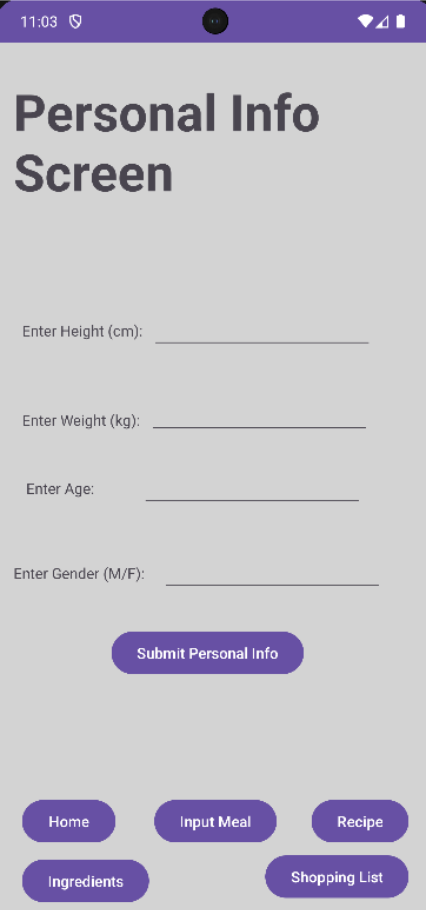 11:03
Personal Info
Screen
Enter Height (cm):
Enter Weight (kg):
Enter Age:
Enter Gender (M/F):
Submit Personal Info
Home
Input Meal
Recipe
Ingredients
Shopping List